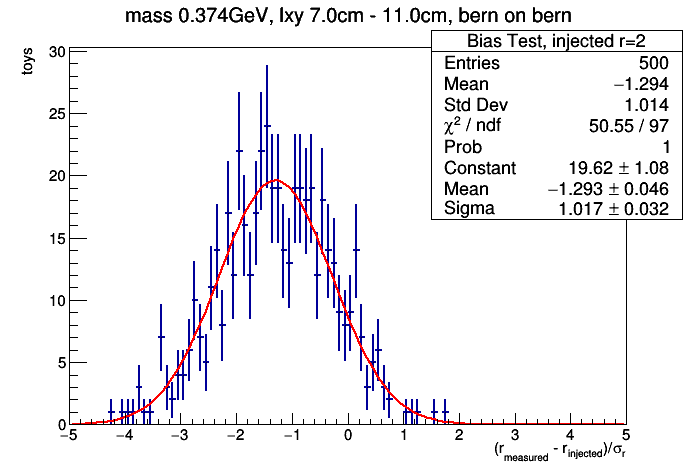 mass 0.374GeV, lxy 7.0cm - 11.0cm, bern on bern
Bias Test, injected r=2
Entries 500
Mean −1.294
Std Dev 1.014
χ² / ndf 50.55 / 97
Prob 1
Constant 19.62 ± 1.08
Mean −1.293 ± 0.046
Sigma 1.017 ± 0.032
toys
30
25
20
15
10
5
0
−5 −4 −3 −2 −1 0 1 2 3 4 5
(r_measured - r_injected)/σ_r